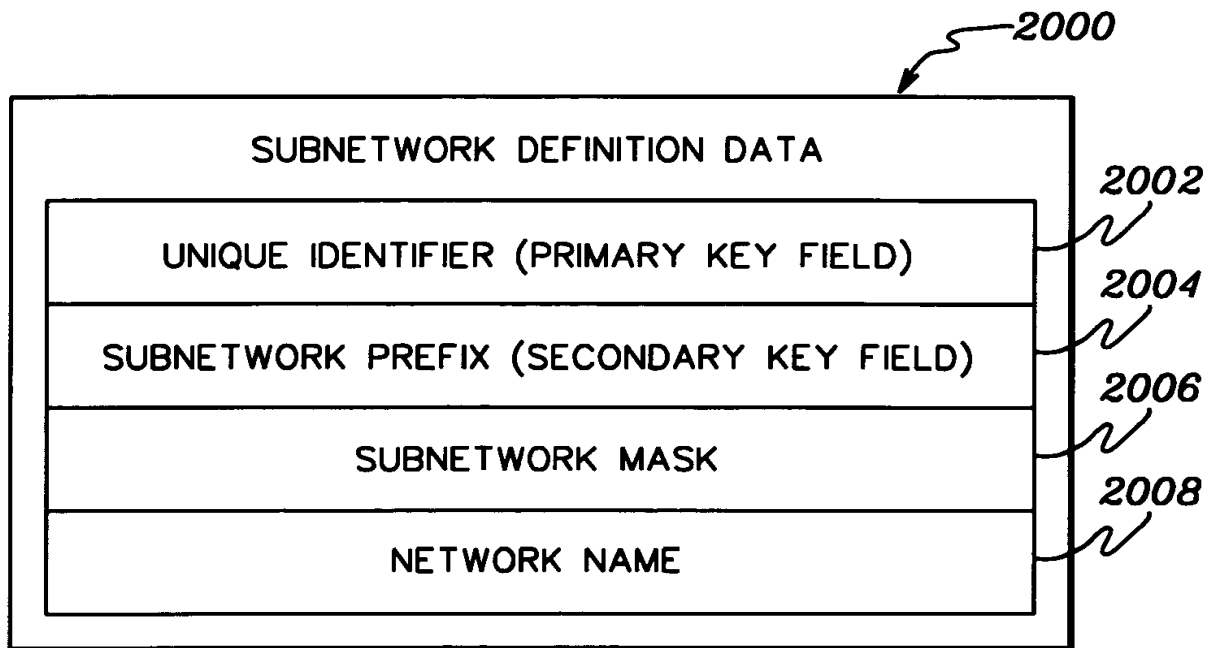 2000
SUBNETWORK DEFINITION DATA
2002
UNIQUE IDENTIFIER (PRIMARY KEY FIELD)
2004
SUBNETWORK PREFIX (SECONDARY KEY FIELD)
2006
SUBNETWORK MASK
2008
NETWORK NAME